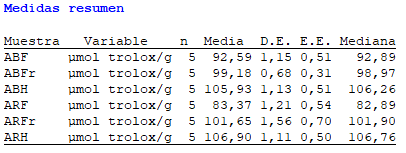 Medidas resumen
Muestra Variable n Media D.E. E.E. Mediana
ABF µmol trolox/g 5 92,59 1,15 0,51 92,89
ABFr µmol trolox/g 5 99,18 0,68 0,31 98,97
ABH µmol trolox/g 5 105,93 1,13 0,51 106,26
ARF µmol trolox/g 5 83,37 1,21 0,54 82,89
ARFr µmol trolox/g 5 101,65 1,56 0,70 101,90
ARH µmol trolox/g 5 106,90 1,11 0,50 106,76